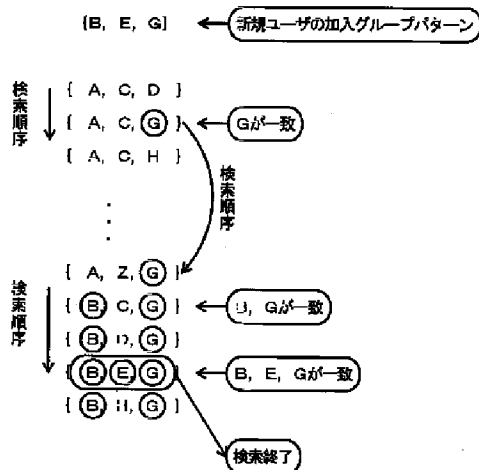 {B, E, G} 新規ユーザの加入グループパターン
検索順序
{ A, C, D }
{ A, C, G } Gが一致
{ A, C, H }
検索順序
・
・
・
検索順序
{ A, Z, G }
{ B, C, G } B, Gが一致
{ B, D, G }
{ B, E, G } B, E, Gが一致
{ B, H, G }
検索終了